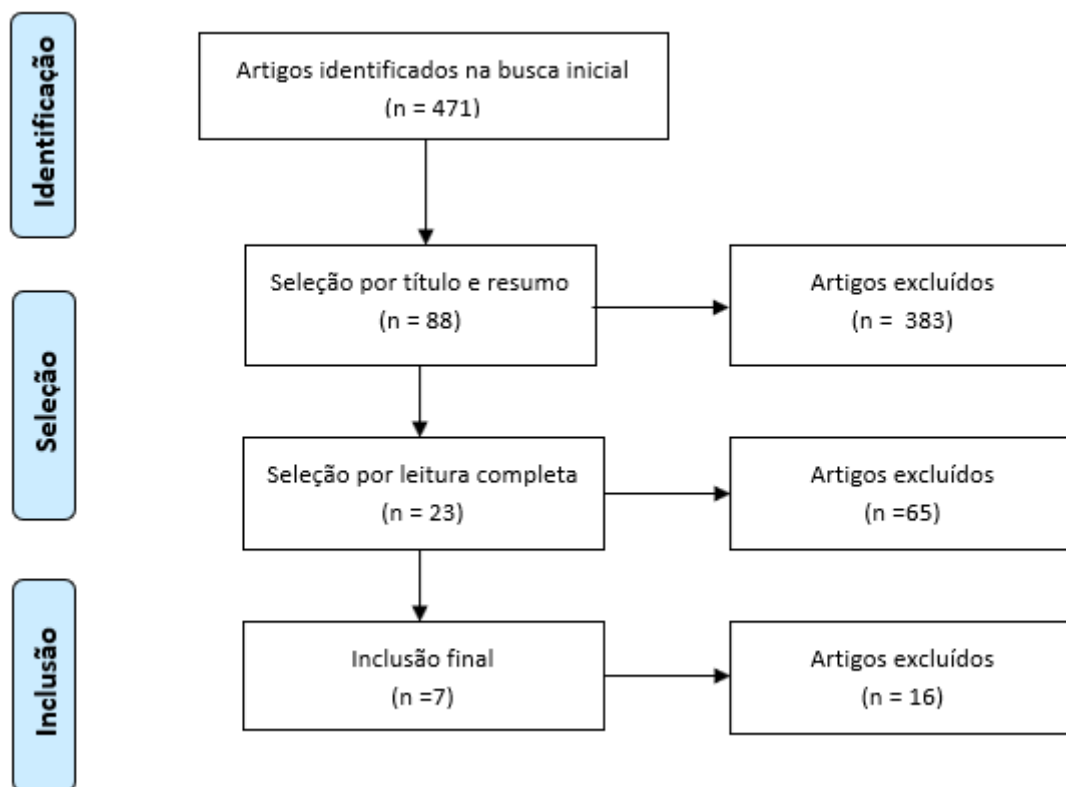 Identificação
Artigos identificados na busca inicial
(n = 471)
Seleção por título e resumo
(n = 88)
Artigos excluídos
(n = 383)
Seleção
Seleção por leitura completa
(n = 23)
Artigos excluídos
(n =65)
Inclusão
Inclusão final
(n =7)
Artigos excluídos
(n = 16)